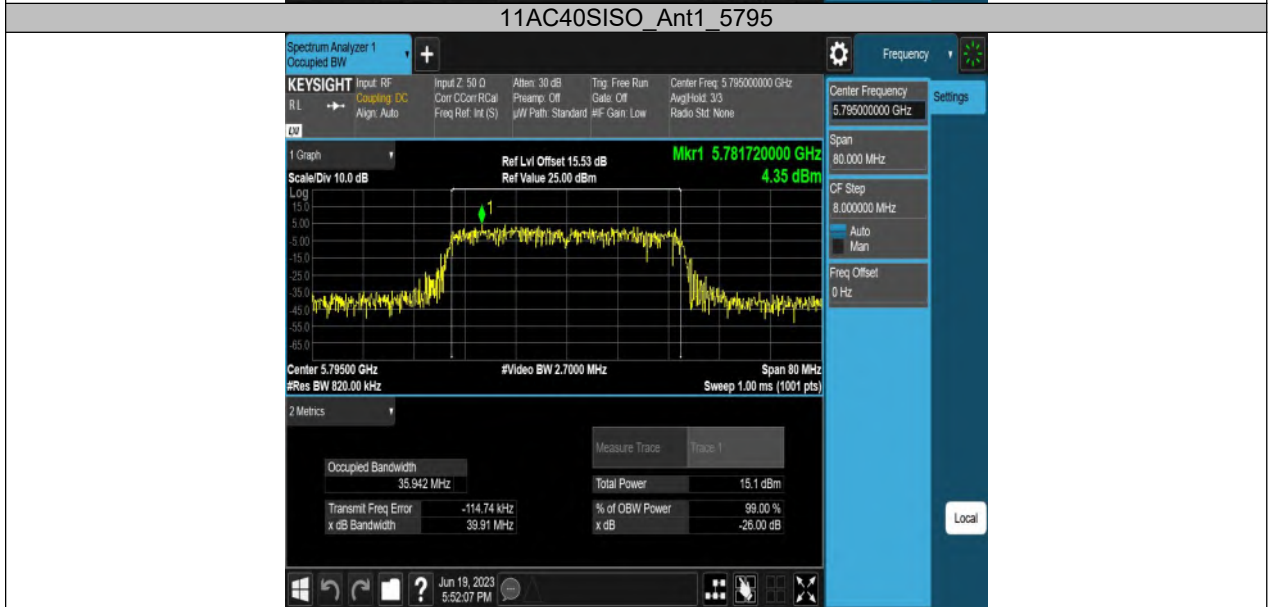 11AC40SISO_Ant1_5795
Spectrum Analyzer 1
Occupied BW
+
Frequency
KEYSIGHT
RL
LXI
Input: RF
Coupling: DC
Align: Auto
Input Z: 50 Ω
Corr CCorr RCal
Freq Ref: Int (S)
Atten: 30 dB
Preamp: Off
µW Path: Standard
Trig: Free Run
Gate: Off
#IF Gain: Low
Center Freq: 5.795000000 GHz
Avg|Hold: 3/3
Radio Std: None
Center Frequency
5.795000000 GHz
Settings
Span
80.000 MHz
CF Step
8.000000 MHz
Auto
Man
Freq Offset
0 Hz
1 Graph
Scale/Div 10.0 dB
Ref Lvl Offset 15.53 dB
Ref Value 25.00 dBm
Mkr1 5.781720000 GHz
4.35 dBm
Log
15.0
5.00
-5.00
-15.0
-25.0
-35.0
-45.0
-55.0
-65.0
1
Center 5.79500 GHz
#Res BW 820.00 kHz
#Video BW 2.7000 MHz
Span 80 MHz
Sweep 1.00 ms (1001 pts)
2 Metrics
Measure Trace Trace 1
Occupied Bandwidth
35.942 MHz
Total Power 15.1 dBm
Transmit Freq Error -114.74 kHz
% of OBW Power 99.00 %
x dB Bandwidth 39.91 MHz
x dB -26.00 dB
Local
?
Jun 19, 2023
5:52:07 PM